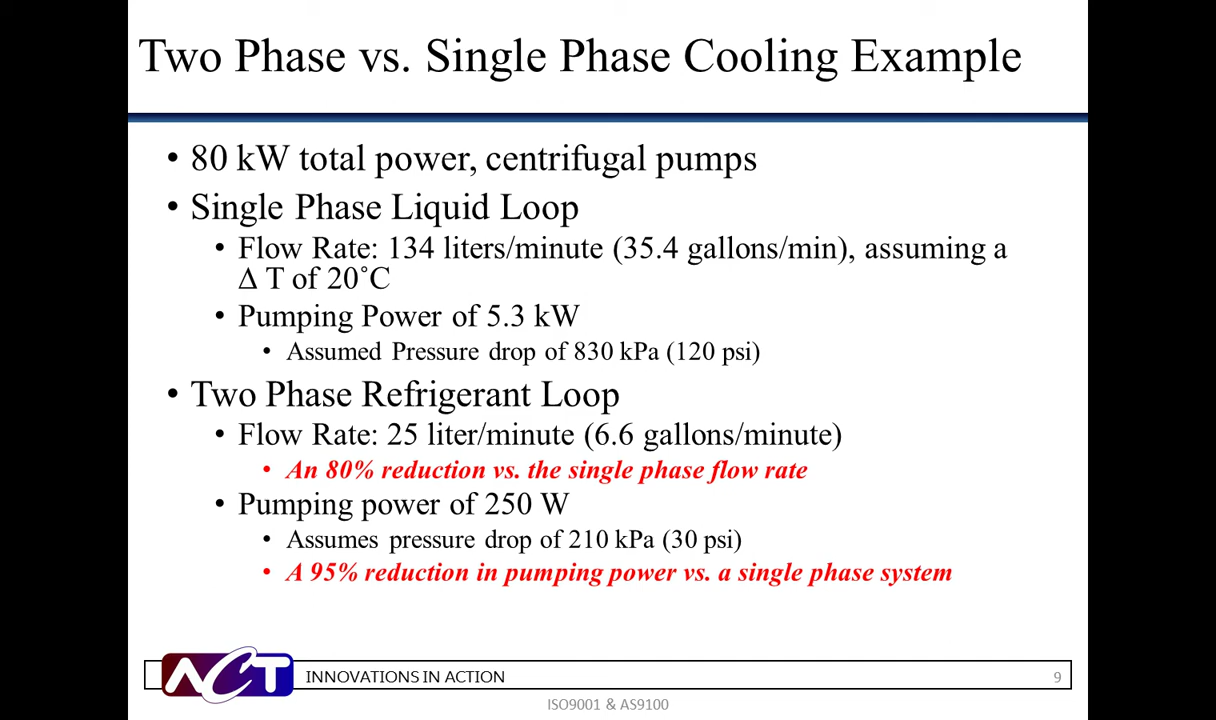 Two Phase vs. Single Phase Cooling Example
• 80 kW total power, centrifugal pumps
• Single Phase Liquid Loop
• Flow Rate: 134 liters/minute (35.4 gallons/min), assuming a
Δ T of 20˚C
• Pumping Power of 5.3 kW
• Assumed Pressure drop of 830 kPa (120 psi)
• Two Phase Refrigerant Loop
• Flow Rate: 25 liter/minute (6.6 gallons/minute)
• An 80% reduction vs. the single phase flow rate
• Pumping power of 250 W
• Assumes pressure drop of 210 kPa (30 psi)
• A 95% reduction in pumping power vs. a single phase system
ACT INNOVATIONS IN ACTION 9
ISO9001 & AS9100